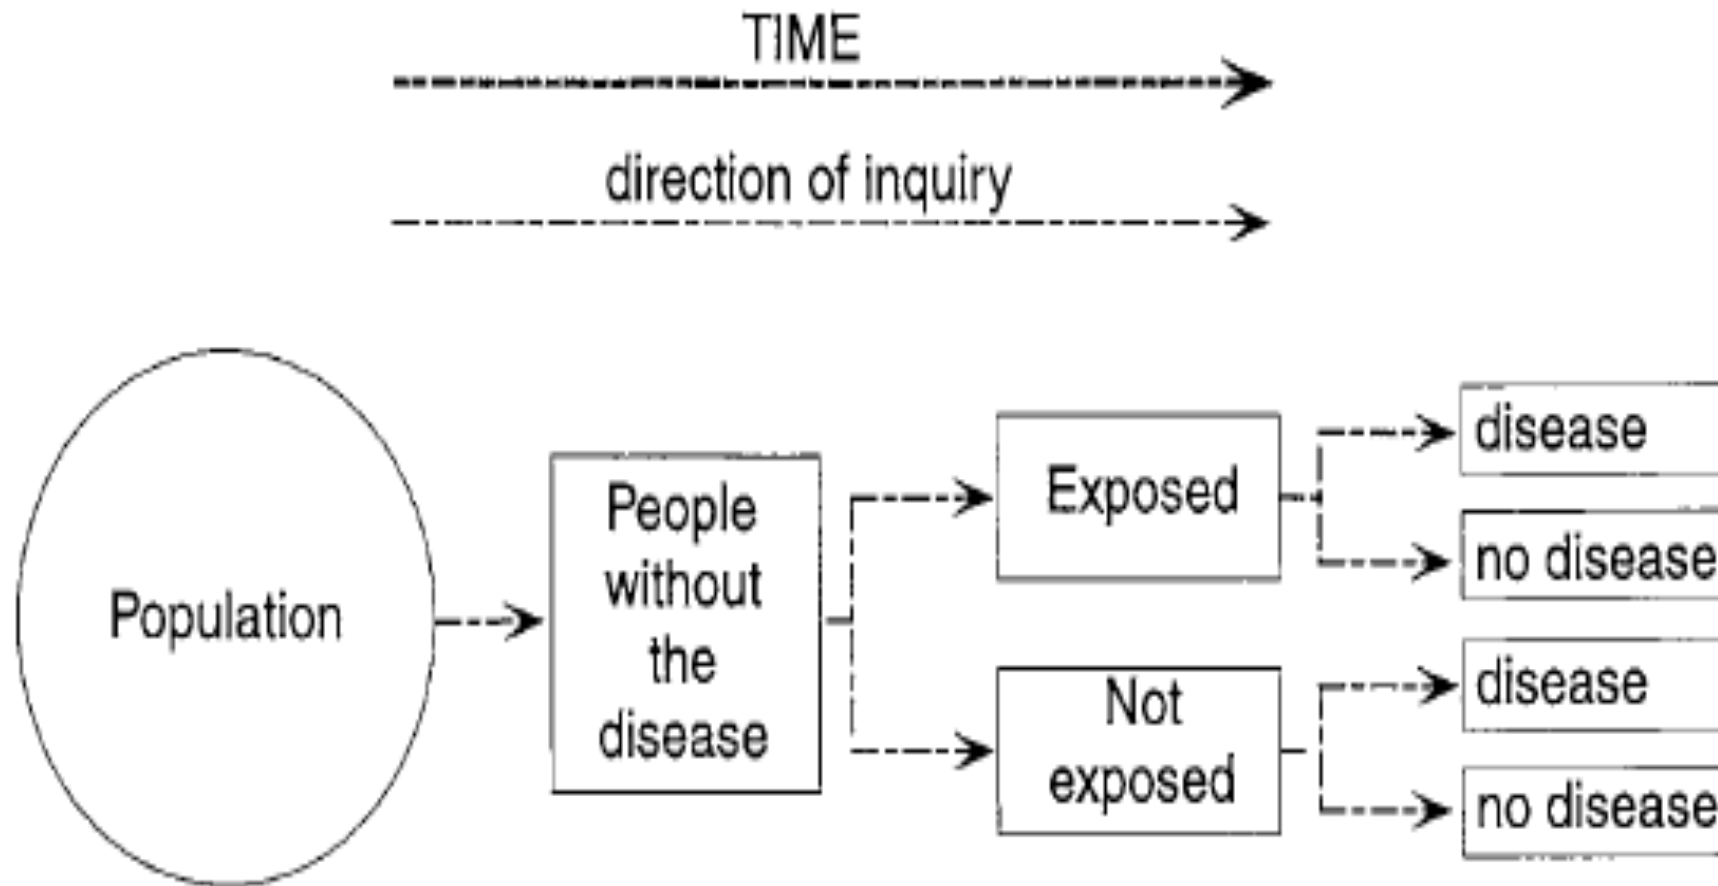 TIME
direction of inquiry
Population
People
without
the
disease
Exposed
Not
exposed
disease
no disease
disease
no disease